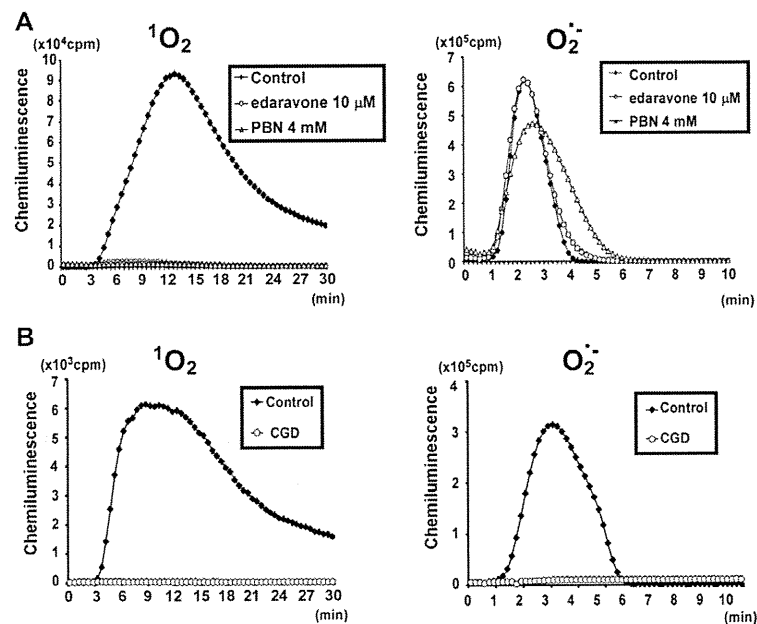 A
¹O₂
(x10⁴cpm)
Chemiluminescence
10
9
8
7
6
5
4
3
2
1
0
0 3 6 9 12 15 18 21 24 27 30
(min)
Control
edaravone 10 μM
PBN 4 mM
O₂˙⁻
(x10⁵cpm)
Chemiluminescence
7
6
5
4
3
2
1
0
0 1 2 3 4 5 6 7 8 9 10
(min)
Control
edaravone 10 μM
PBN 4 mM
B
¹O₂
(x10³cpm)
Chemiluminescence
7
6
5
4
3
2
1
0
0 3 6 9 12 15 18 21 24 27 30
(min)
Control
CGD
O₂˙⁻
(x10⁵cpm)
Chemiluminescence
4
3
2
1
0
0 1 2 3 4 5 6 7 8 9 10
(min)
Control
CGD